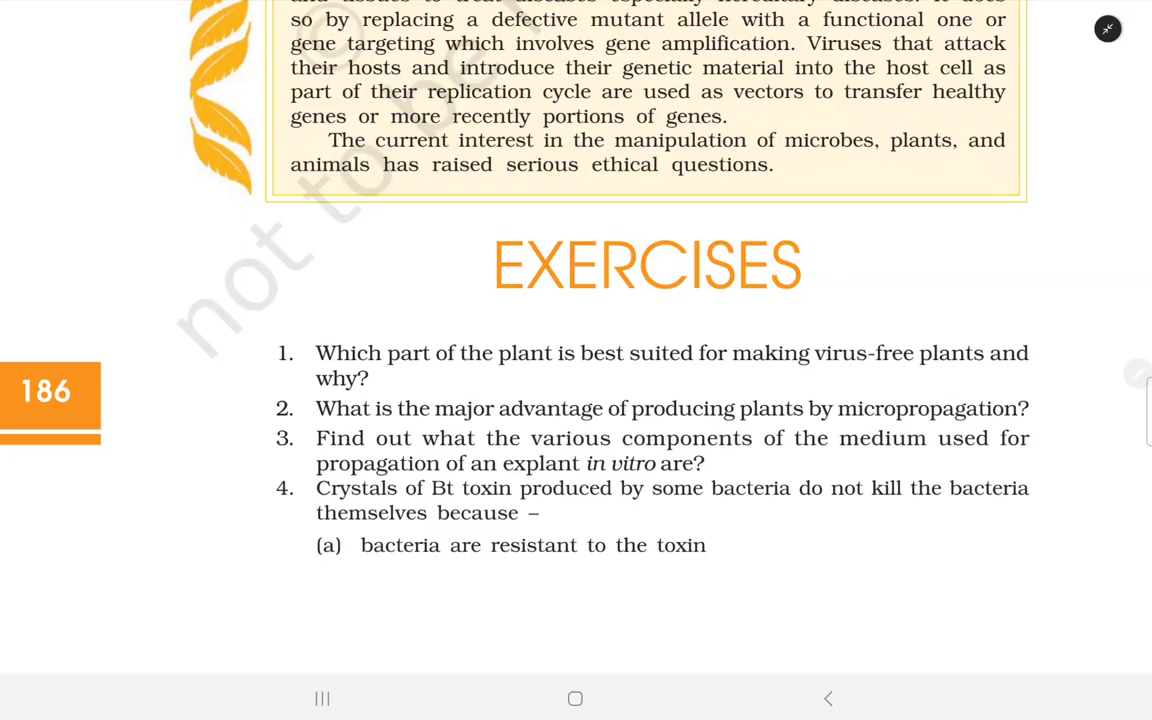 so by replacing a defective mutant allele with a functional one or
gene targeting which involves gene amplification. Viruses that attack
their hosts and introduce their genetic material into the host cell as
part of their replication cycle are used as vectors to transfer healthy
genes or more recently portions of genes.
The current interest in the manipulation of microbes, plants, and
animals has raised serious ethical questions.
not to be
EXERCISES
186
1. Which part of the plant is best suited for making virus-free plants and
why?
2. What is the major advantage of producing plants by micropropagation?
3. Find out what the various components of the medium used for
propagation of an explant in vitro are?
4. Crystals of Bt toxin produced by some bacteria do not kill the bacteria
themselves because –
(a) bacteria are resistant to the toxin